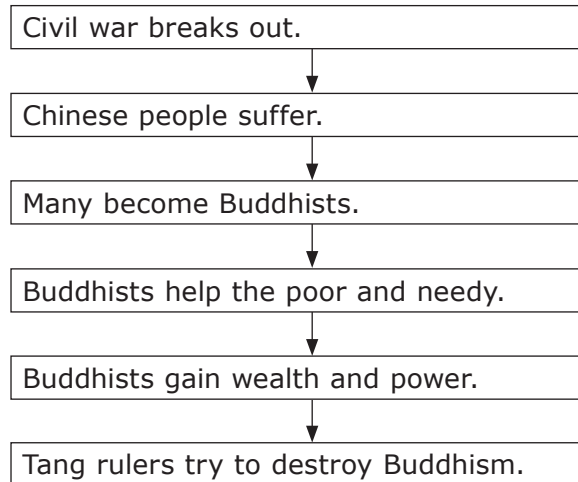 Civil war breaks out.
Chinese people suffer.
Many become Buddhists.
Buddhists help the poor and needy.
Buddhists gain wealth and power.
Tang rulers try to destroy Buddhism.